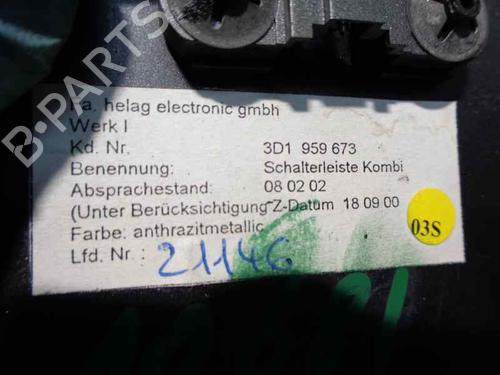 Fa. helag electronic gmbh
Werk I
Kd. Nr. 3D1 959 673
Benennung: Schalterleiste Kombi
Absprachestand: 08 02 02
(Unter Berücksichtigung Z-Datum 18 09 00
Farbe: anthrazitmetallic
Lfd. Nr : 21146
03S
B-PARTS